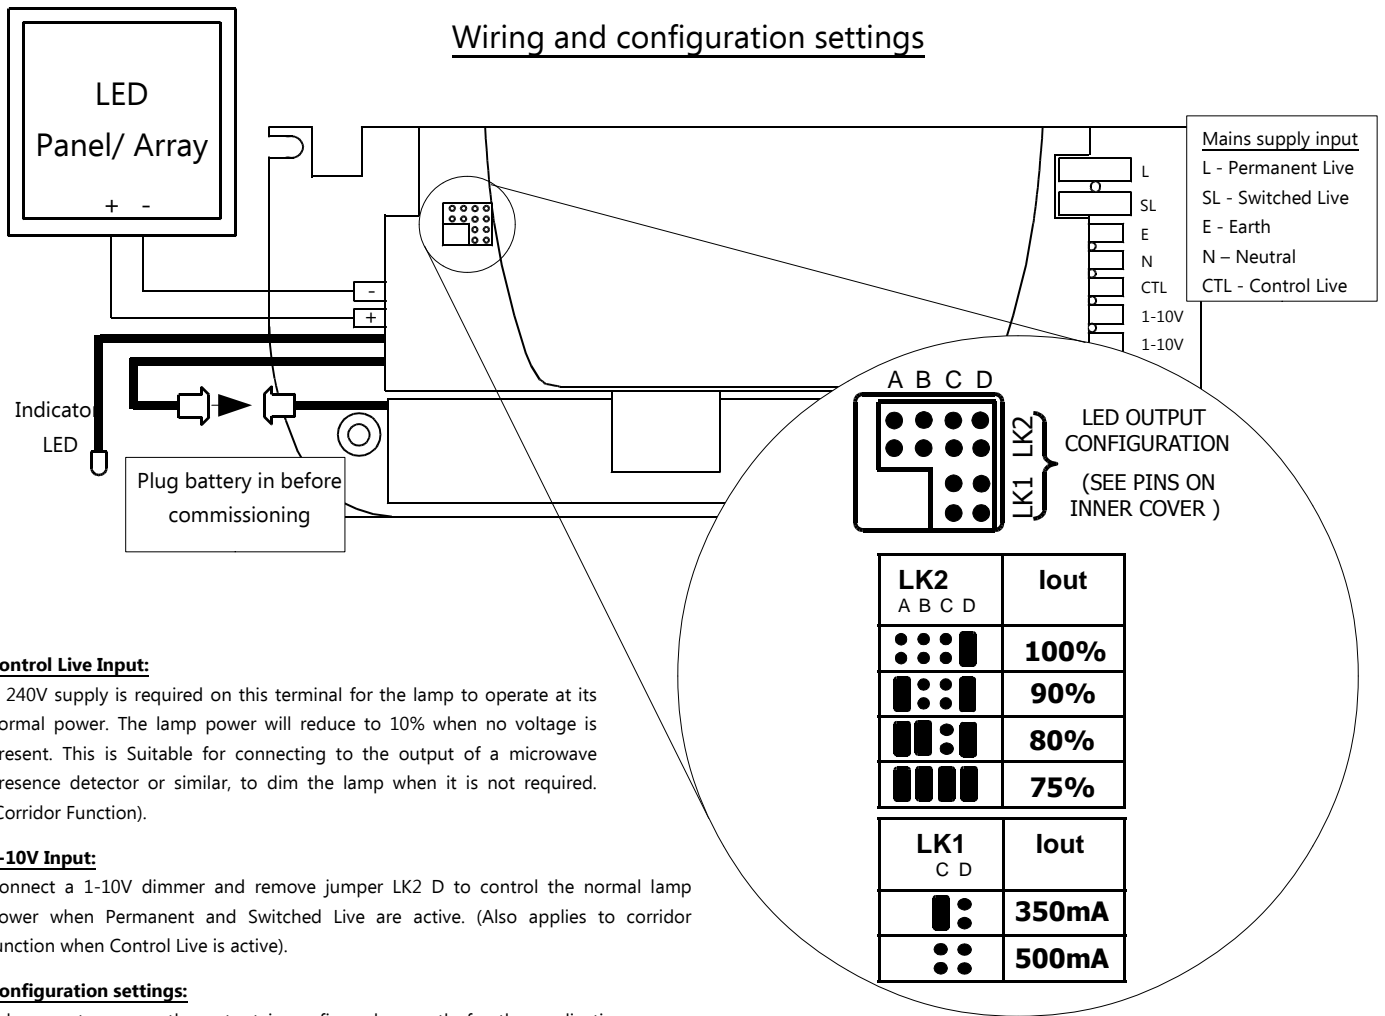 Wiring and configuration settings
LED
Panel/ Array
+ -
Mains supply input
L - Permanent Live
SL - Switched Live
E - Earth
N – Neutral
CTL - Control Live
L
SL
E
N
CTL
1-10V
1-10V
-
+
Indicator
LED
Plug battery in before
commissioning
A B C D
LK2
LK1
LED OUTPUT
CONFIGURATION
(SEE PINS ON
INNER COVER )
LK2 Iout
A B C D
100%
90%
80%
75%
LK1 Iout
C D
350mA
500mA
ontrol Live Input:
240V supply is required on this terminal for the lamp to operate at its
ormal power. The lamp power will reduce to 10% when no voltage is
resent. This is Suitable for connecting to the output of a microwave
resence detector or similar, to dim the lamp when it is not required.
Corridor Function).
-10V Input:
onnect a 1-10V dimmer and remove jumper LK2 D to control the normal lamp
ower when Permanent and Switched Live are active. (Also applies to corridor
unction when Control Live is active).
onfiguration settings: